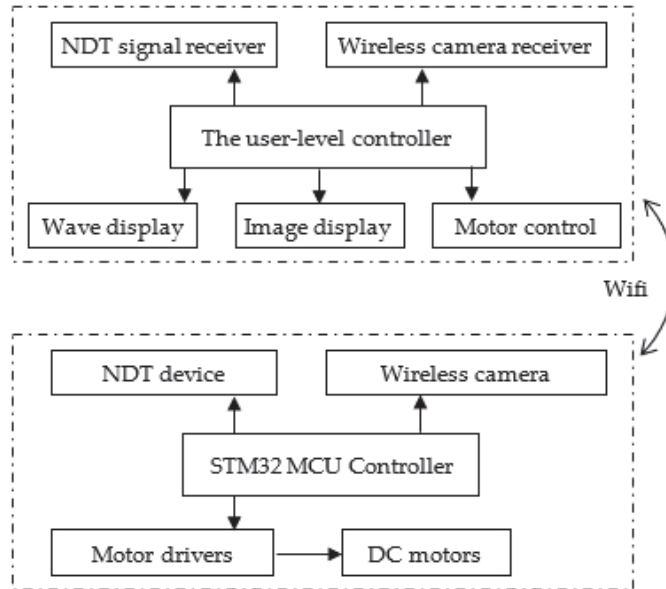 NDT signal receiver
Wireless camera receiver
The user-level controller
Wave display
Image display
Motor control
Wifi
NDT device
Wireless camera
STM32 MCU Controller
Motor drivers
DC motors